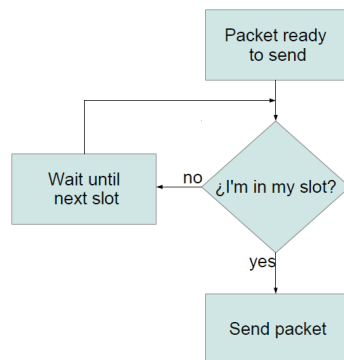 Packet ready
to send
Wait until
next slot
no
¿I'm in my slot?
yes
Send packet